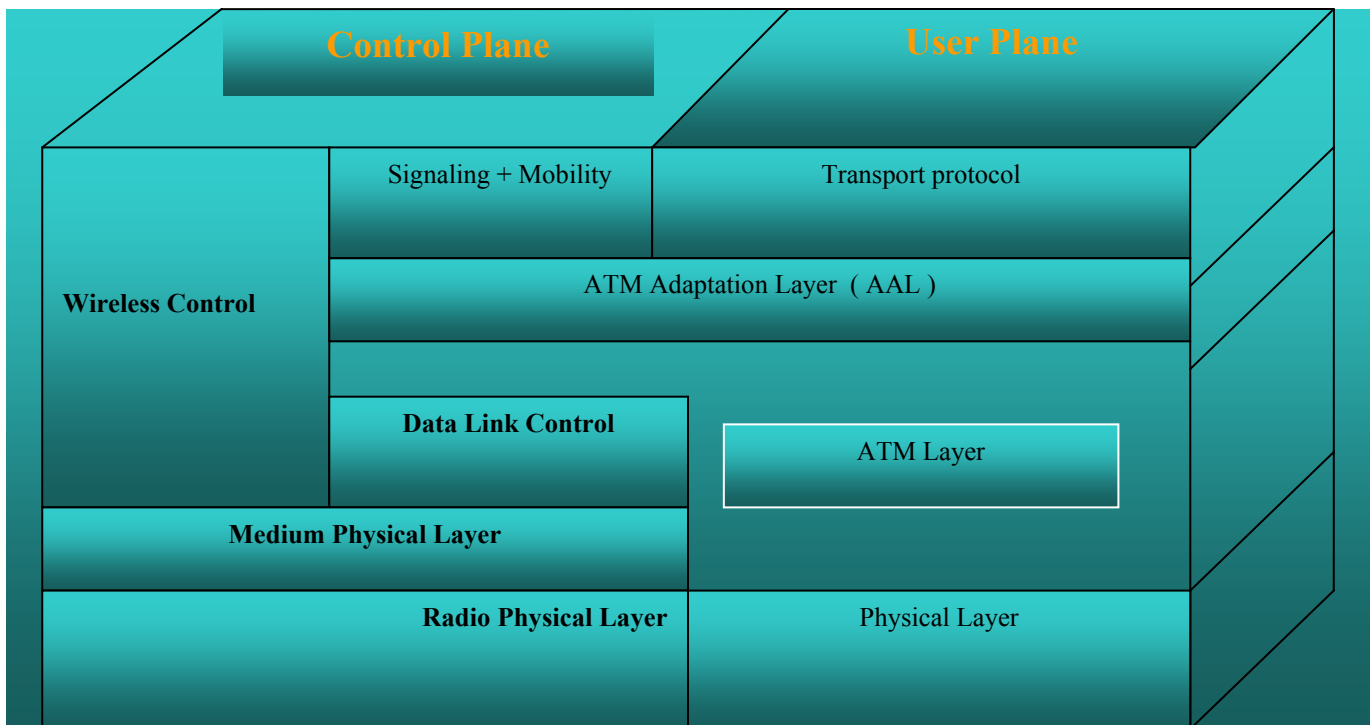 Control Plane
User Plane
Signaling + Mobility
Transport protocol
ATM Adaptation Layer ( AAL )
Wireless Control
Data Link Control
ATM Layer
Medium Physical Layer
Radio Physical Layer
Physical Layer